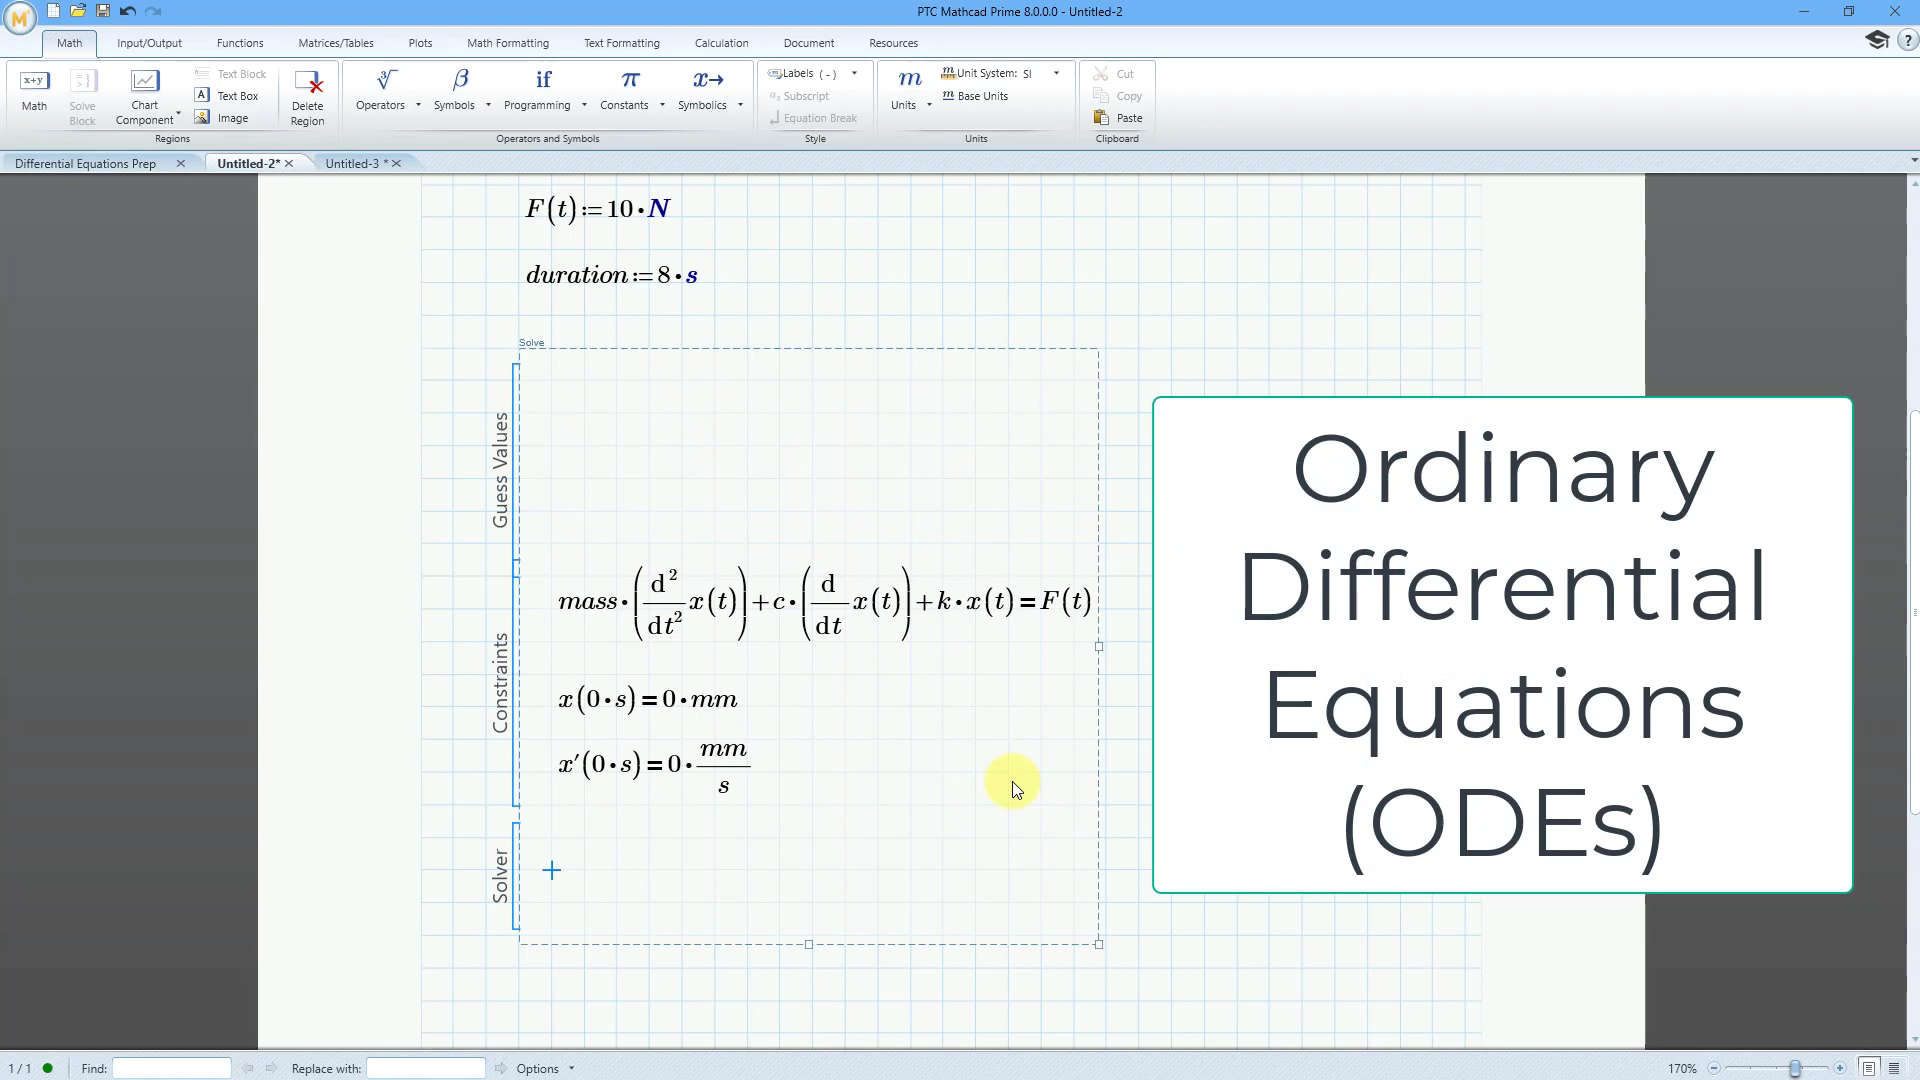 PTC Mathcad Prime 8.0.0.0 - Untitled-2
Math Input/Output Functions Matrices/Tables Plots Math Formatting Text Formatting Calculation Document Resources
Math
Solve Block
Chart Component
Text Block
Text Box
Image
Delete Region
Regions
Operators Symbols Programming Constants Symbolics
Operators and Symbols
Labels (-)
Subscript
Equation Break
Style
Units
Unit System: SI
Base Units
Units
Cut
Copy
Paste
Clipboard
Differential Equations Prep Untitled-2* Untitled-3 *
F(t):=10·N
duration:=8·s
Solve
Guess Values
Constraints
mass·(d²/dt² x(t))+c·(d/dt x(t))+k·x(t)=F(t)
x(0·s)=0·mm
x′(0·s)=0·mm/s
Solver
Ordinary
Differential
Equations
(ODEs)
1 / 1 Find: Replace with: Options 170%